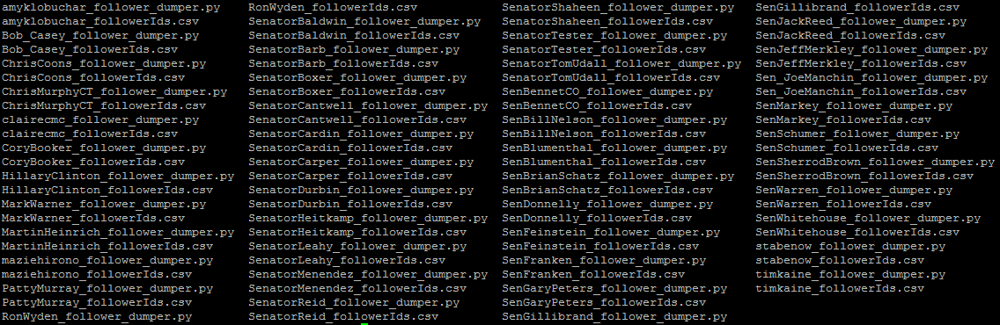 amyklobuchar_follower_dumper.py RonWyden_followerIds.csv SenatorShaheen_follower_dumper.py SenGillibrand_followerIds.csv
amyklobuchar_followerIds.csv SenatorBaldwin_follower_dumper.py SenatorShaheen_followerIds.csv SenJackReed_follower_dumper.py
Bob_Casey_follower_dumper.py SenatorBaldwin_followerIds.csv SenatorTester_follower_dumper.py SenJackReed_followerIds.csv
Bob_Casey_followerIds.csv SenatorBarb_follower_dumper.py SenatorTester_followerIds.csv SenJeffMerkley_follower_dumper.py
ChrisCoons_follower_dumper.py SenatorBarb_followerIds.csv SenatorTomUdall_follower_dumper.py SenJeffMerkley_followerIds.csv
ChrisCoons_followerIds.csv SenatorBoxer_follower_dumper.py SenatorTomUdall_followerIds.csv Sen_JoeManchin_follower_dumper.py
ChrisMurphyCT_follower_dumper.py SenatorBoxer_followerIds.csv SenBennetCO_follower_dumper.py Sen_JoeManchin_followerIds.csv
ChrisMurphyCT_followerIds.csv SenatorCantwell_follower_dumper.py SenBennetCO_followerIds.csv SenMarkey_follower_dumper.py
clairecmc_follower_dumper.py SenatorCantwell_followerIds.csv SenBillNelson_follower_dumper.py SenMarkey_followerIds.csv
clairecmc_followerIds.csv SenatorCardin_follower_dumper.py SenBillNelson_followerIds.csv SenSchumer_follower_dumper.py
CoryBooker_follower_dumper.py SenatorCardin_followerIds.csv SenBlumenthal_follower_dumper.py SenSchumer_followerIds.csv
CoryBooker_followerIds.csv SenatorCarper_follower_dumper.py SenBlumenthal_followerIds.csv SenSherrodBrown_follower_dumper.py
HillaryClinton_follower_dumper.py SenatorCarper_followerIds.csv SenBrianSchatz_follower_dumper.py SenSherrodBrown_followerIds.csv
HillaryClinton_followerIds.csv SenatorDurbin_follower_dumper.py SenBrianSchatz_followerIds.csv SenWarren_follower_dumper.py
MarkWarner_follower_dumper.py SenatorDurbin_followerIds.csv SenDonnelly_follower_dumper.py SenWarren_followerIds.csv
MarkWarner_followerIds.csv SenatorHeitkamp_follower_dumper.py SenDonnelly_followerIds.csv SenWhitehouse_follower_dumper.py
MartinHeinrich_follower_dumper.py SenatorHeitkamp_followerIds.csv SenFeinstein_follower_dumper.py SenWhitehouse_followerIds.csv
MartinHeinrich_followerIds.csv SenatorLeahy_follower_dumper.py SenFeinstein_followerIds.csv stabenow_follower_dumper.py
maziehirono_follower_dumper.py SenatorLeahy_followerIds.csv SenFranken_follower_dumper.py stabenow_followerIds.csv
maziehirono_followerIds.csv SenatorMenendez_follower_dumper.py SenFranken_followerIds.csv timkaine_follower_dumper.py
PattyMurray_follower_dumper.py SenatorMenendez_followerIds.csv SenGaryPeters_follower_dumper.py timkaine_followerIds.csv
PattyMurray_followerIds.csv SenatorReid_follower_dumper.py SenGaryPeters_followerIds.csv
RonWyden_follower_dumper.py SenatorReid_followerIds.csv SenGillibrand_follower_dumper.py